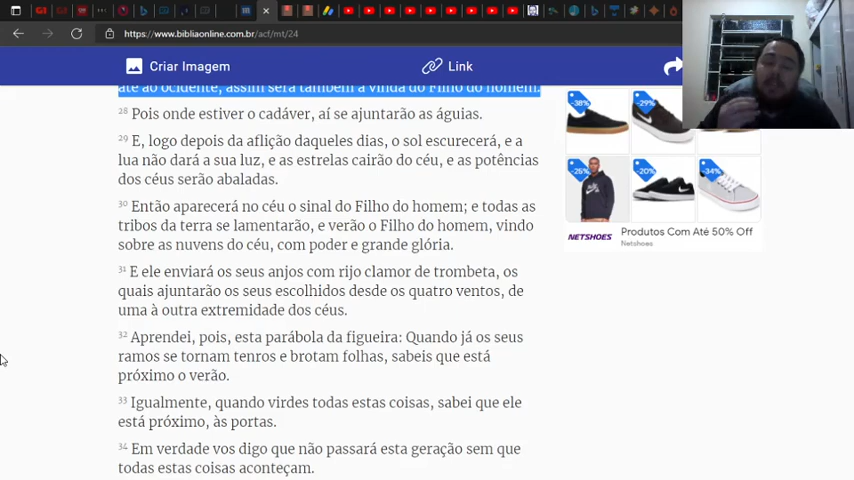 G1
G1
https://www.bibliaonline.com.br/acf/mt/24
Criar Imagem
Link
até ao ocidente, assim será também a vinda do Filho do homem.
28 Pois onde estiver o cadáver, aí se ajuntarão as águias.
29 E, logo depois da aflição daqueles dias, o sol escurecerá, e a
lua não dará a sua luz, e as estrelas cairão do céu, e as potências
dos céus serão abaladas.
30 Então aparecerá no céu o sinal do Filho do homem; e todas as
tribos da terra se lamentarão, e verão o Filho do homem, vindo
sobre as nuvens do céu, com poder e grande glória.
31 E ele enviará os seus anjos com rijo clamor de trombeta, os
quais ajuntarão os seus escolhidos desde os quatro ventos, de
uma à outra extremidade dos céus.
32 Aprendei, pois, esta parábola da figueira: Quando já os seus
ramos se tornam tenros e brotam folhas, sabeis que está
próximo o verão.
33 Igualmente, quando virdes todas estas coisas, sabei que ele
está próximo, às portas.
34 Em verdade vos digo que não passará esta geração sem que
todas estas coisas aconteçam.
-38%
-29%
-25%
-20%
-34%
NETSHOES
Produtos Com Até 50% Off
Netshoes